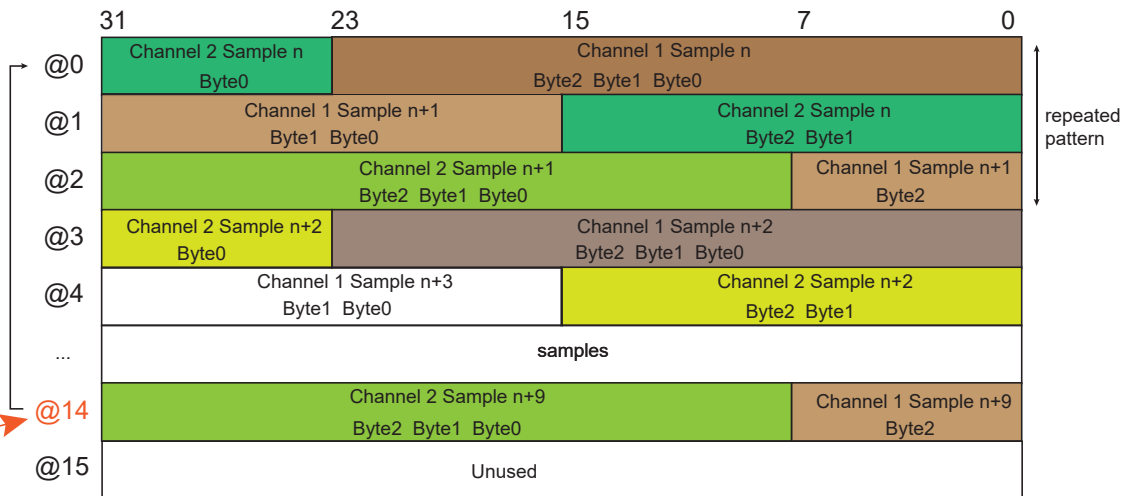 31 23 15 7 0
@0 Channel 2 Sample n Channel 1 Sample n
Byte0 Byte2 Byte1 Byte0
@1 Channel 1 Sample n+1 Channel 2 Sample n
Byte1 Byte0 Byte2 Byte1
repeated
pattern
@2 Channel 2 Sample n+1 Channel 1 Sample n+1
Byte2 Byte1 Byte0 Byte2
@3 Channel 2 Sample n+2 Channel 1 Sample n+2
Byte0 Byte2 Byte1 Byte0
@4 Channel 1 Sample n+3 Channel 2 Sample n+2
Byte1 Byte0 Byte2 Byte1
... samples
@14 Channel 2 Sample n+9 Channel 1 Sample n+9
Byte2 Byte1 Byte0 Byte2
@15 Unused